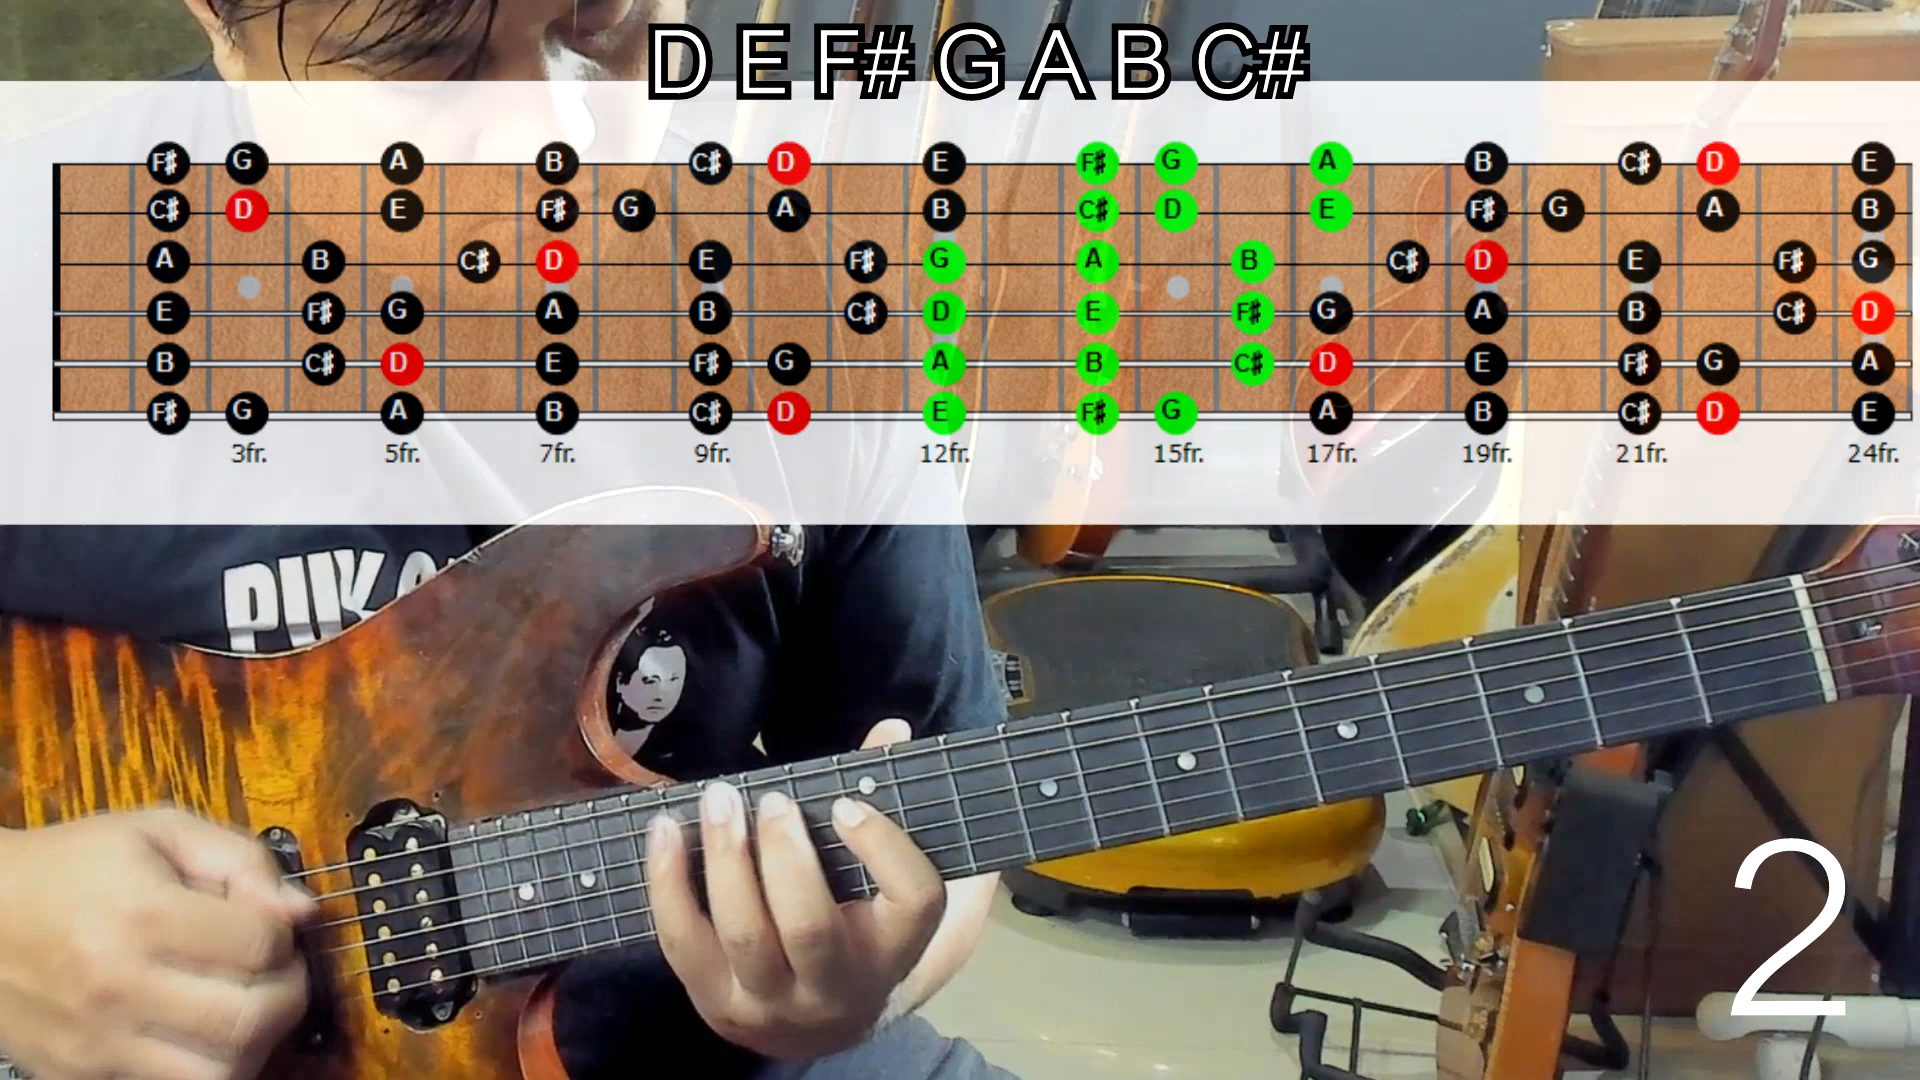 D E F# G A B C#
F♯ G A B C♯ D E F♯ G A B C♯ D E
C♯ D E F♯ G A B C♯ D E F♯ G A B
A B C♯ D E F♯ G A B C♯ D E F♯ G
E F♯ G A B C♯ D E F♯ G A B C♯ D
B C♯ D E F♯ G A B C♯ D E F♯ G A
F♯ G A B C♯ D E F♯ G A B C♯ D E
3fr. 5fr. 7fr. 9fr. 12fr. 15fr. 17fr. 19fr. 21fr. 24fr.
2